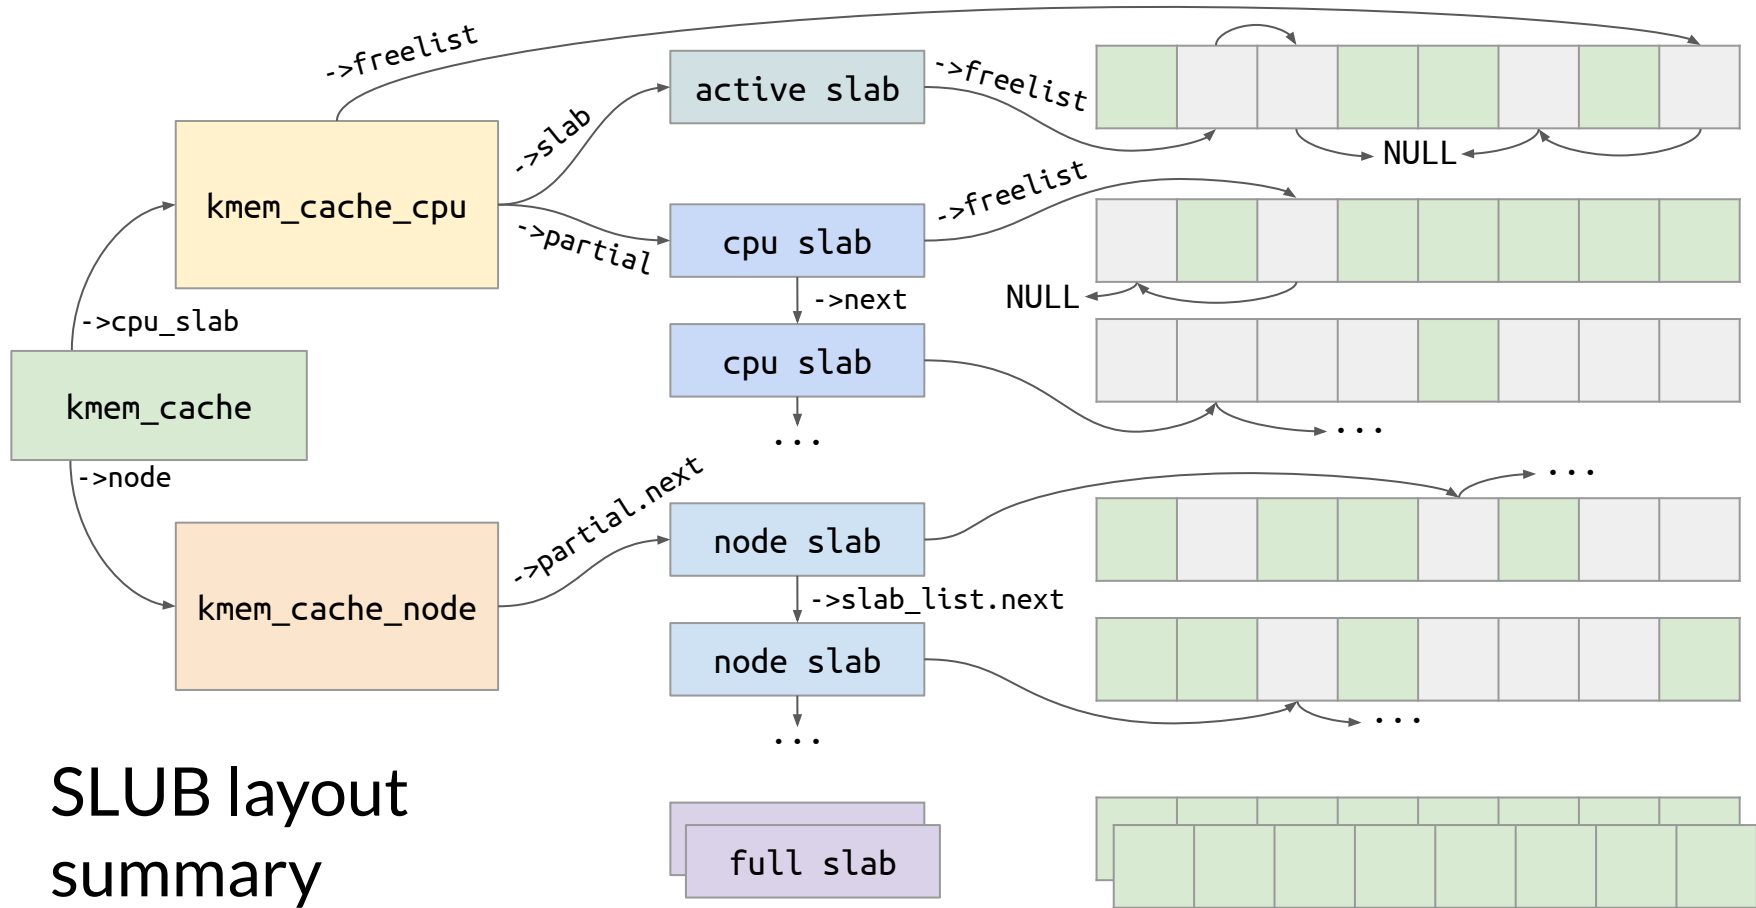 ->freelist
active slab
->freelist
->slab
NULL
kmem_cache_cpu
->freelist
cpu slab
->partial
NULL
->next
->cpu_slab
cpu slab
kmem_cache
...
...
->node
->partial.next
...
node slab
->slab_list.next
kmem_cache_node
node slab
...
...
SLUB layout
summary
full slab